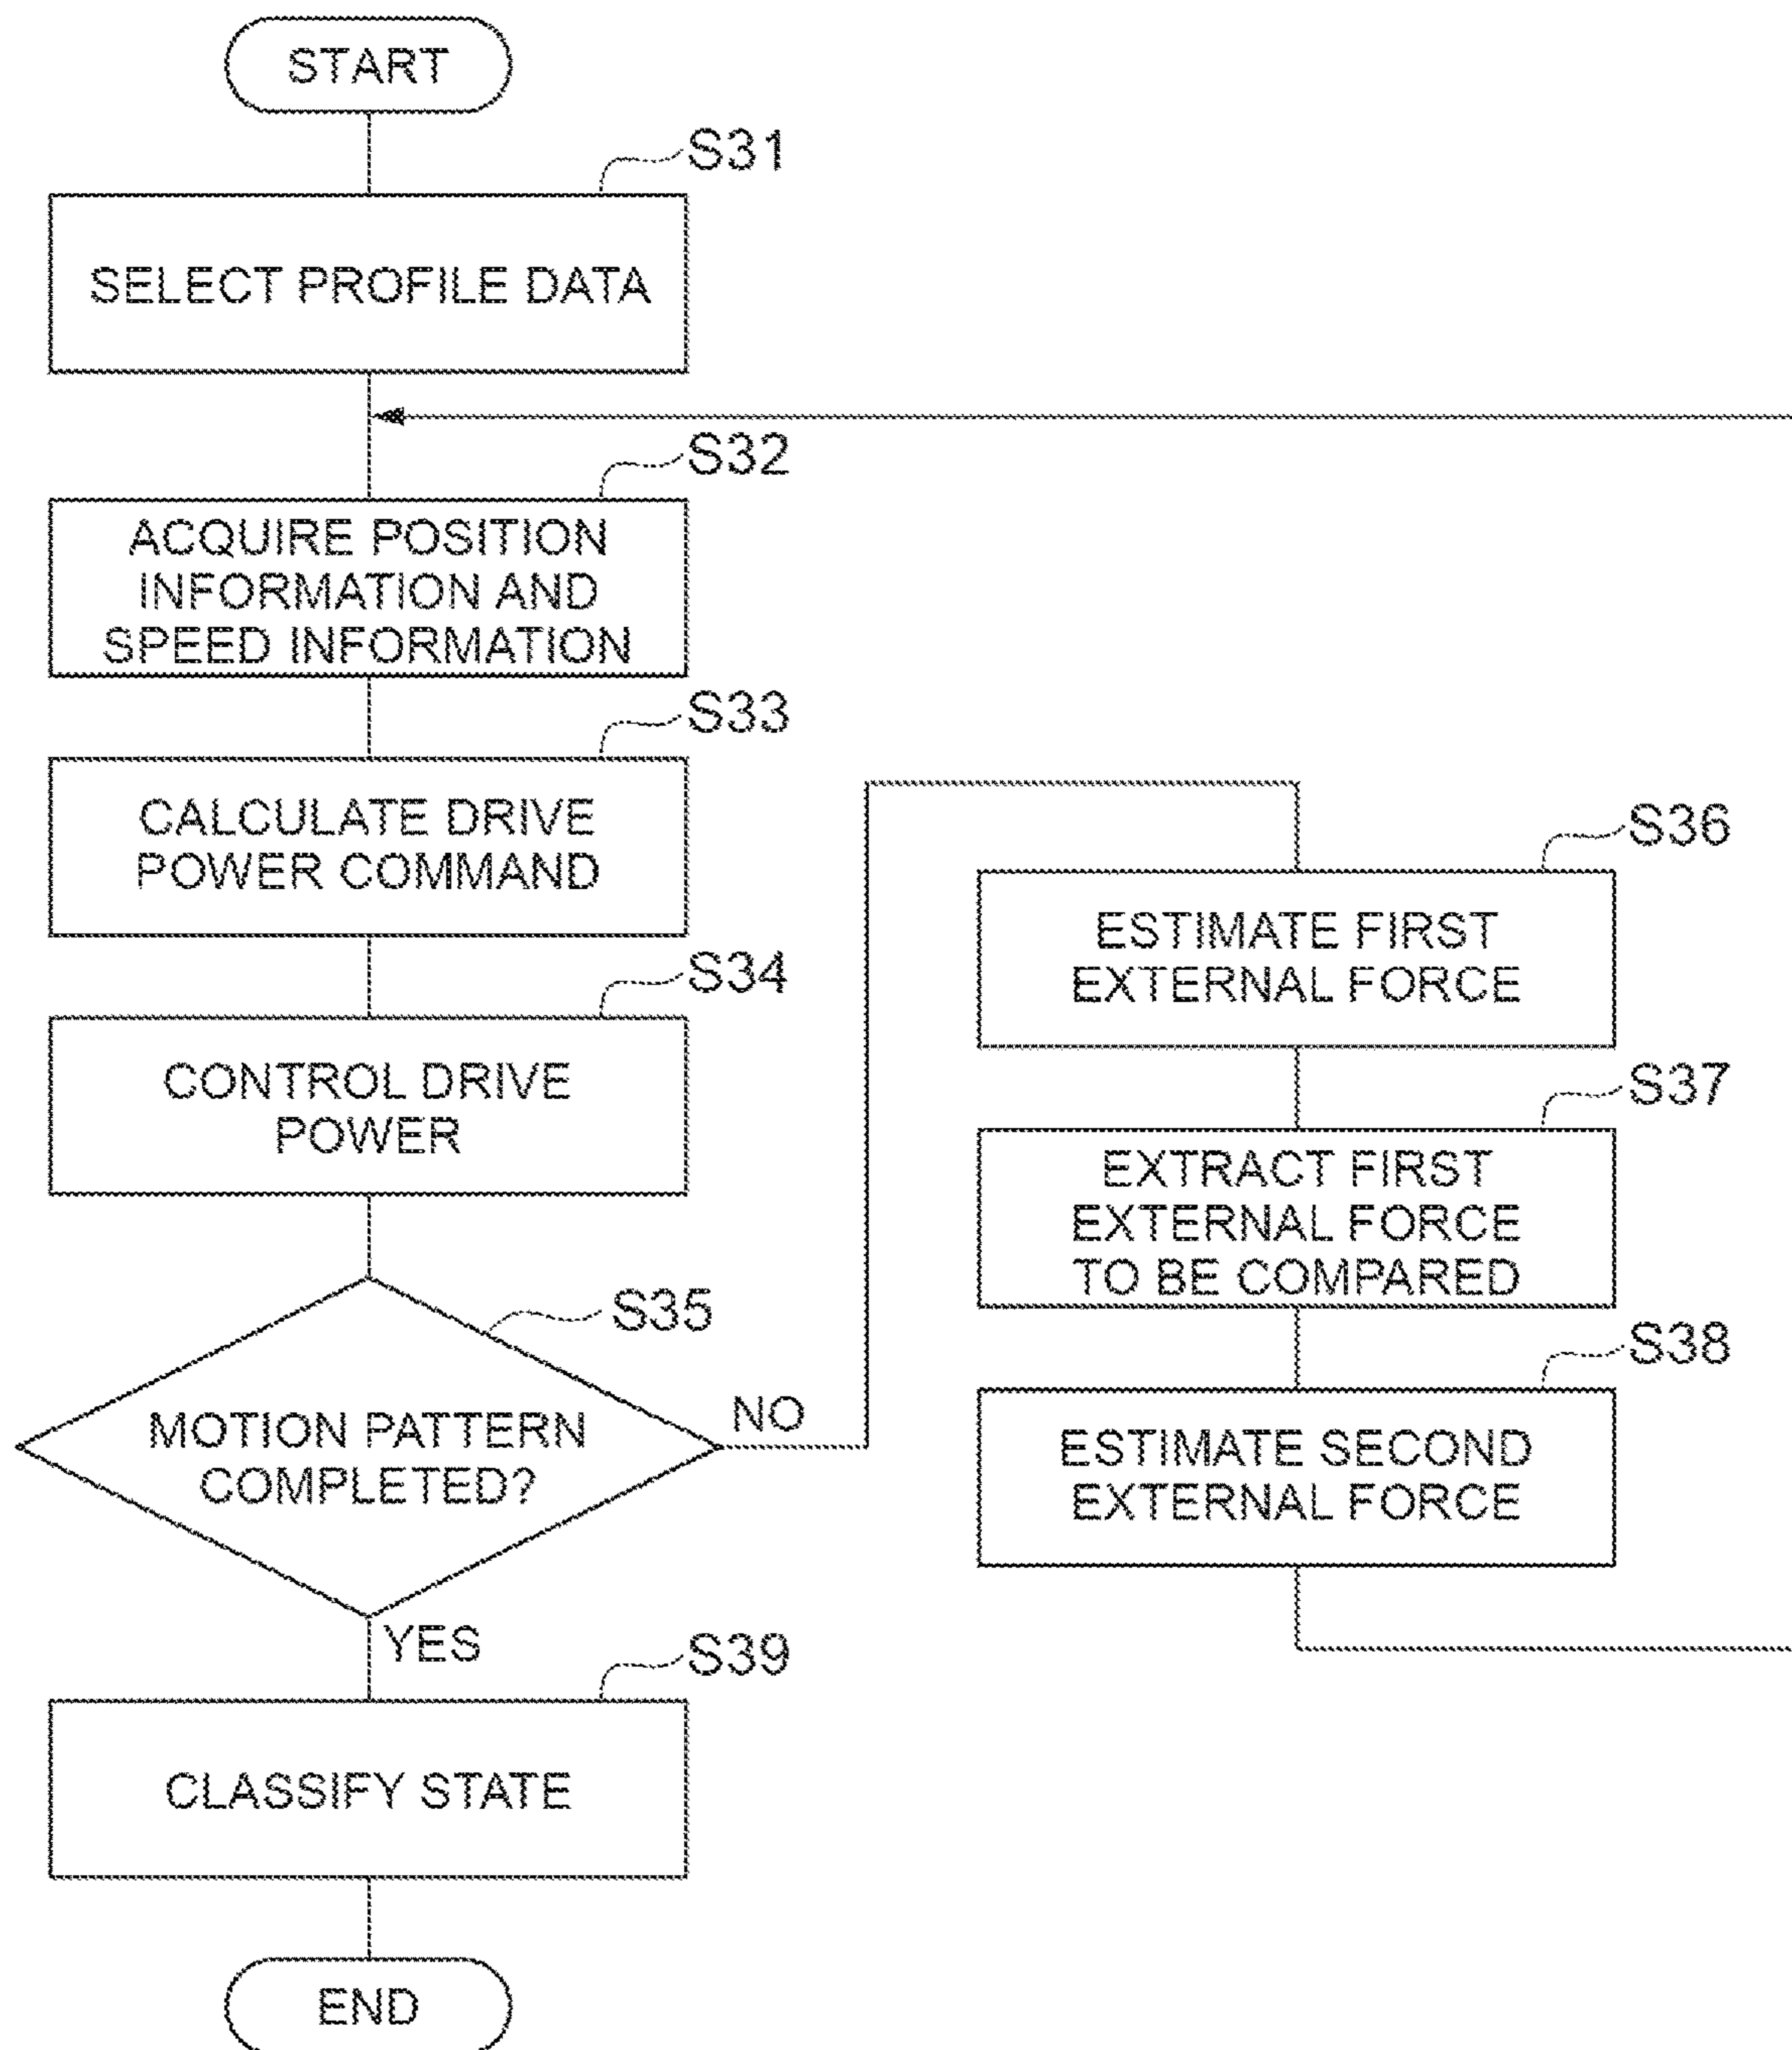 START
S31
SELECT PROFILE DATA
S32
ACQUIRE POSITION
INFORMATION AND
SPEED INFORMATION
S33
CALCULATE DRIVE
POWER COMMAND
S34
CONTROL DRIVE
POWER
S35
MOTION PATTERN
COMPLETED?
NO
YES
S36
ESTIMATE FIRST
EXTERNAL FORCE
S37
EXTRACT FIRST
EXTERNAL FORCE
TO BE COMPARED
S38
ESTIMATE SECOND
EXTERNAL FORCE
S39
CLASSIFY STATE
END